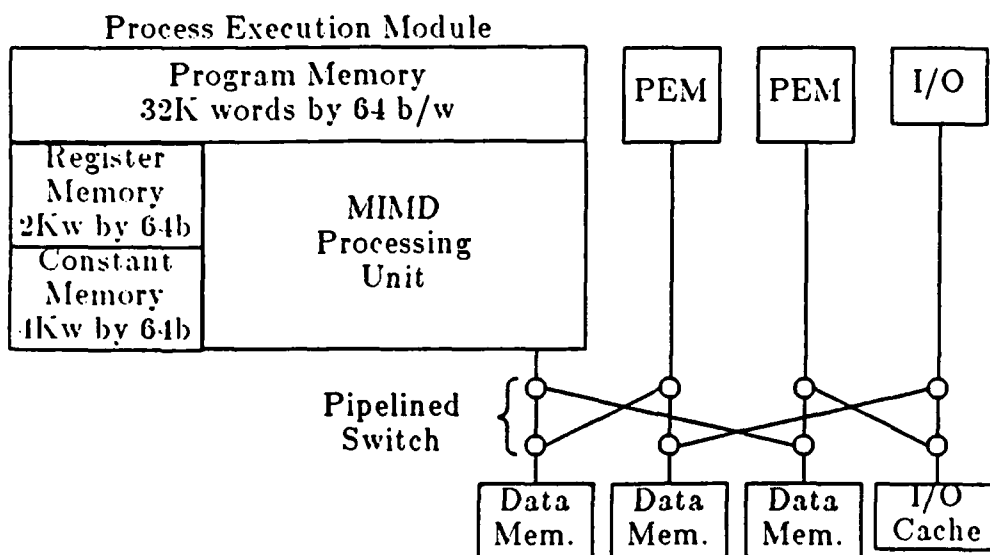 Process Execution Module
Program Memory
32K words by 64 b/w
Register
Memory
2Kw by 64b
Constant
Memory
4Kw by 64b
MIMD
Processing
Unit
PEM
PEM
I/O
Pipelined
Switch
Data
Mem.
Data
Mem.
Data
Mem.
I/O
Cache